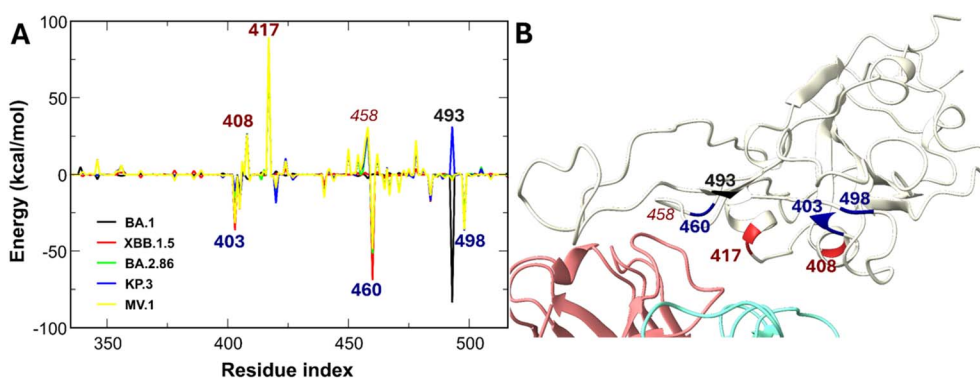 A
Energy (kcal/mol)
100
50
0
-50
-100
417
408
458
493
403
460
498
BA.1
XBB.1.5
BA.2.86
KP.3
MV.1
350
400
450
500
Residue index
B
493
458
460
403
498
417
408